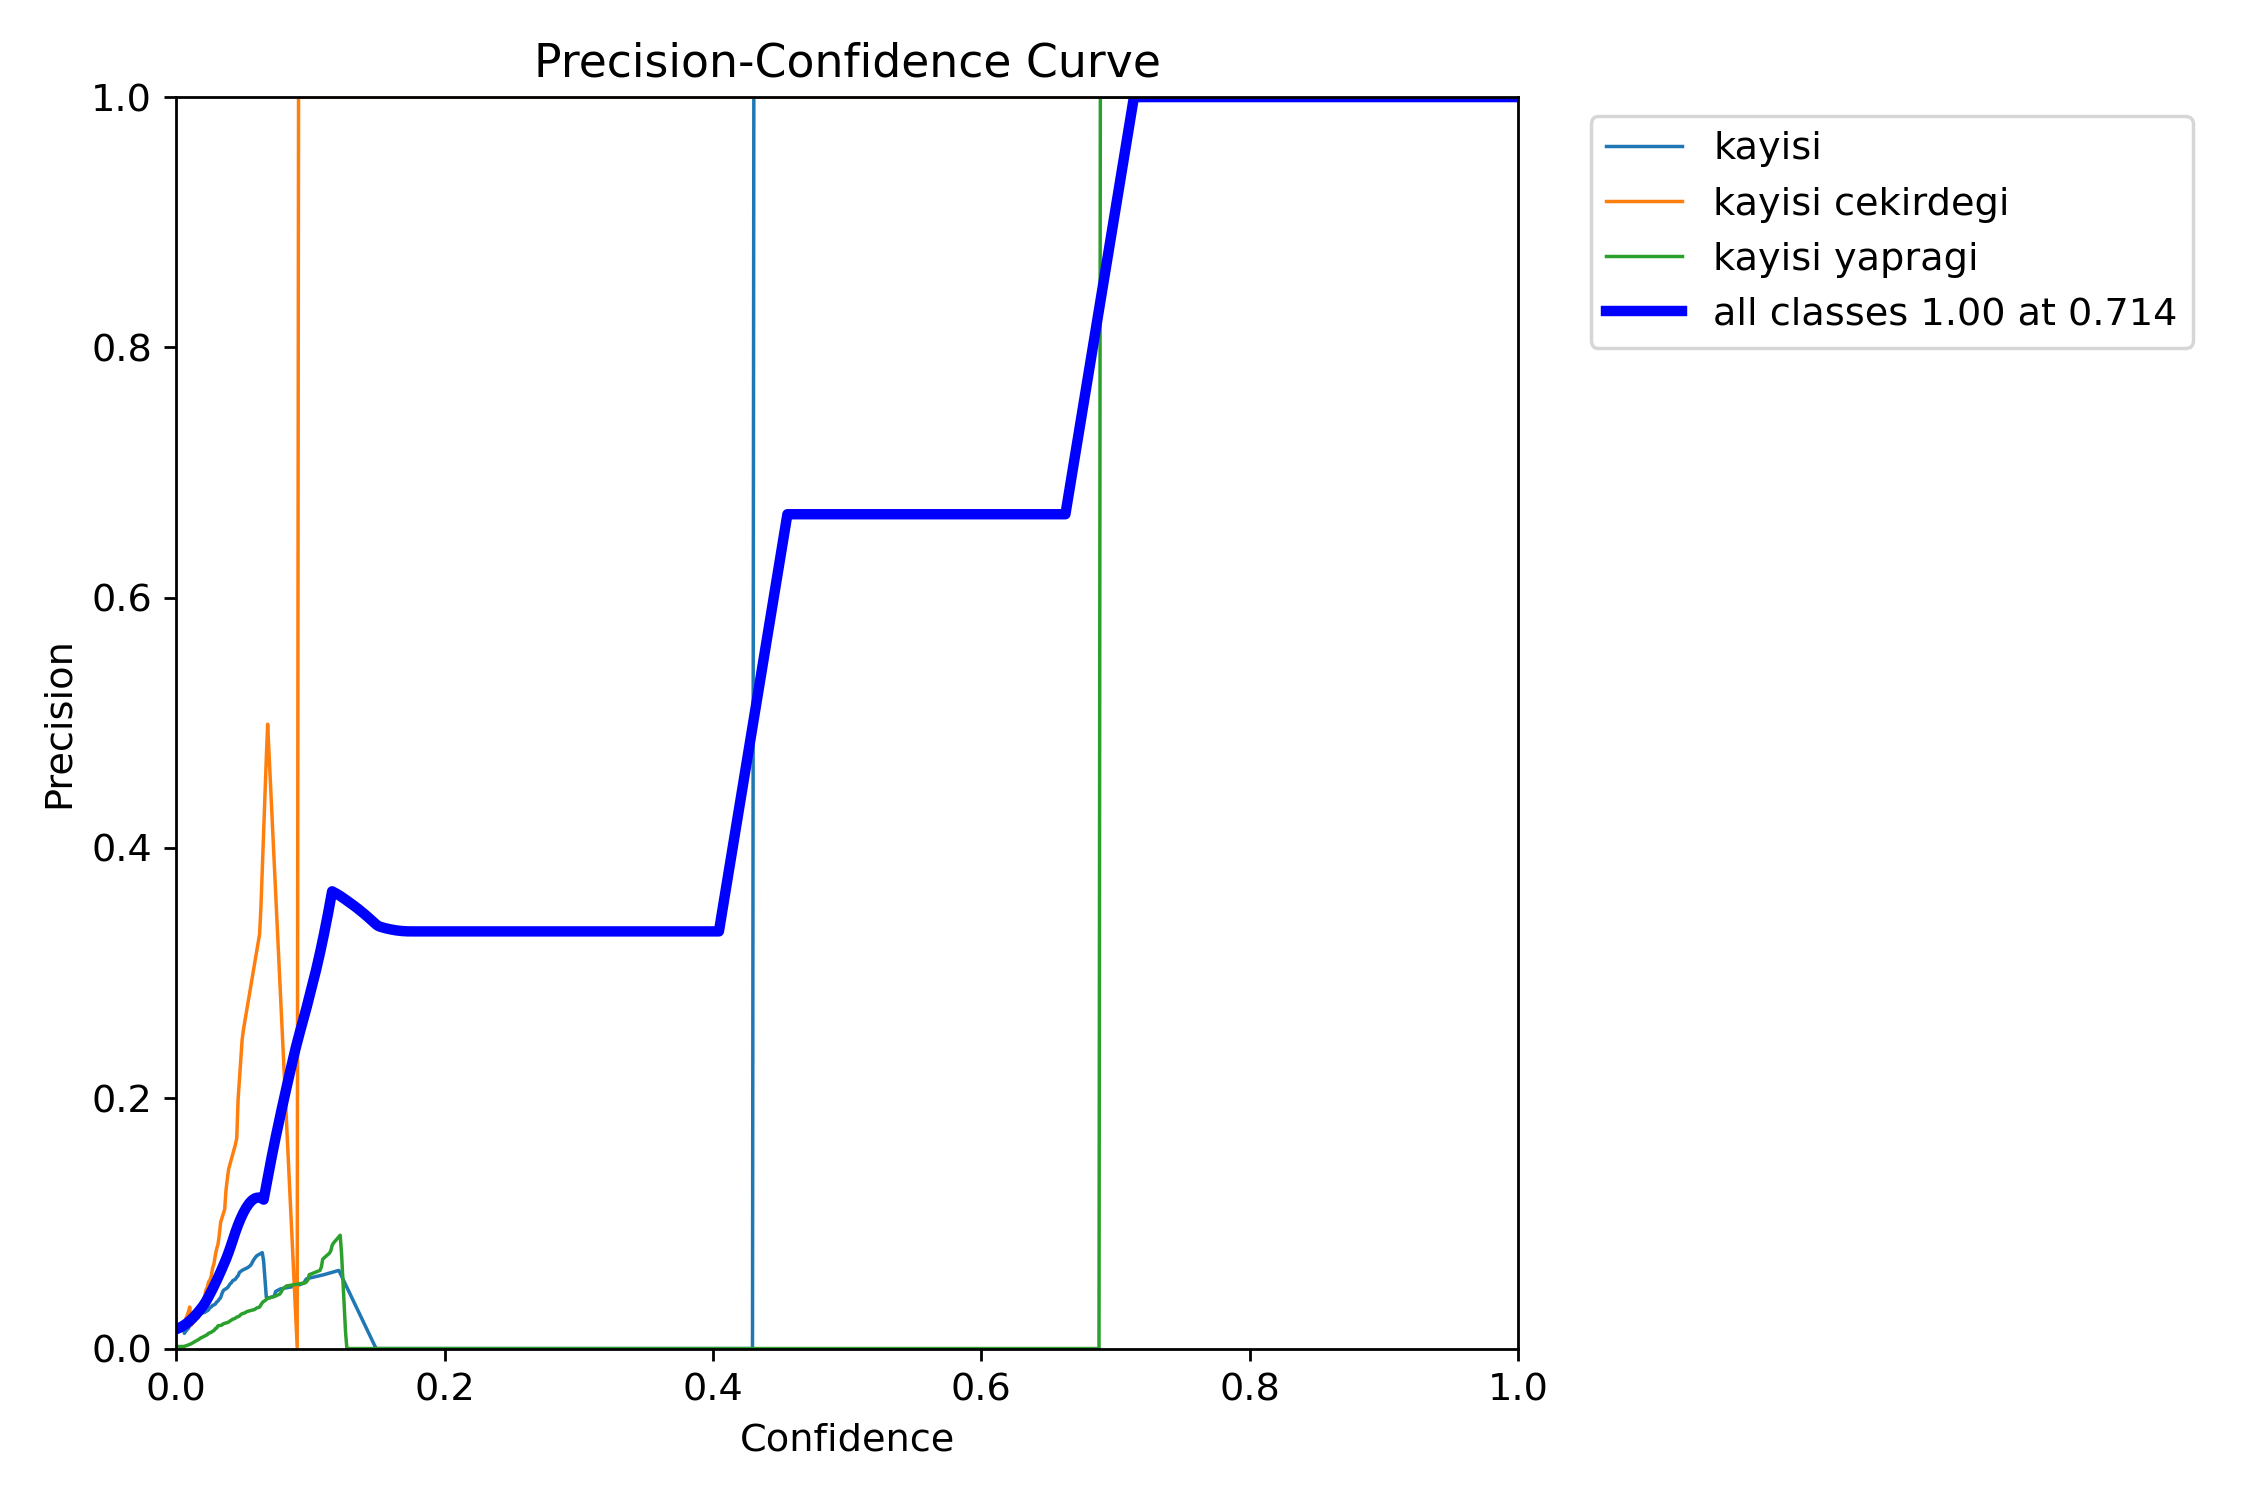 Precision-Confidence Curve
1.0
0.8
0.6
0.4
0.2
0.0
Precision
0.0 0.2 0.4 0.6 0.8 1.0
Confidence
kayisi
kayisi cekirdegi
kayisi yapragi
all classes 1.00 at 0.714